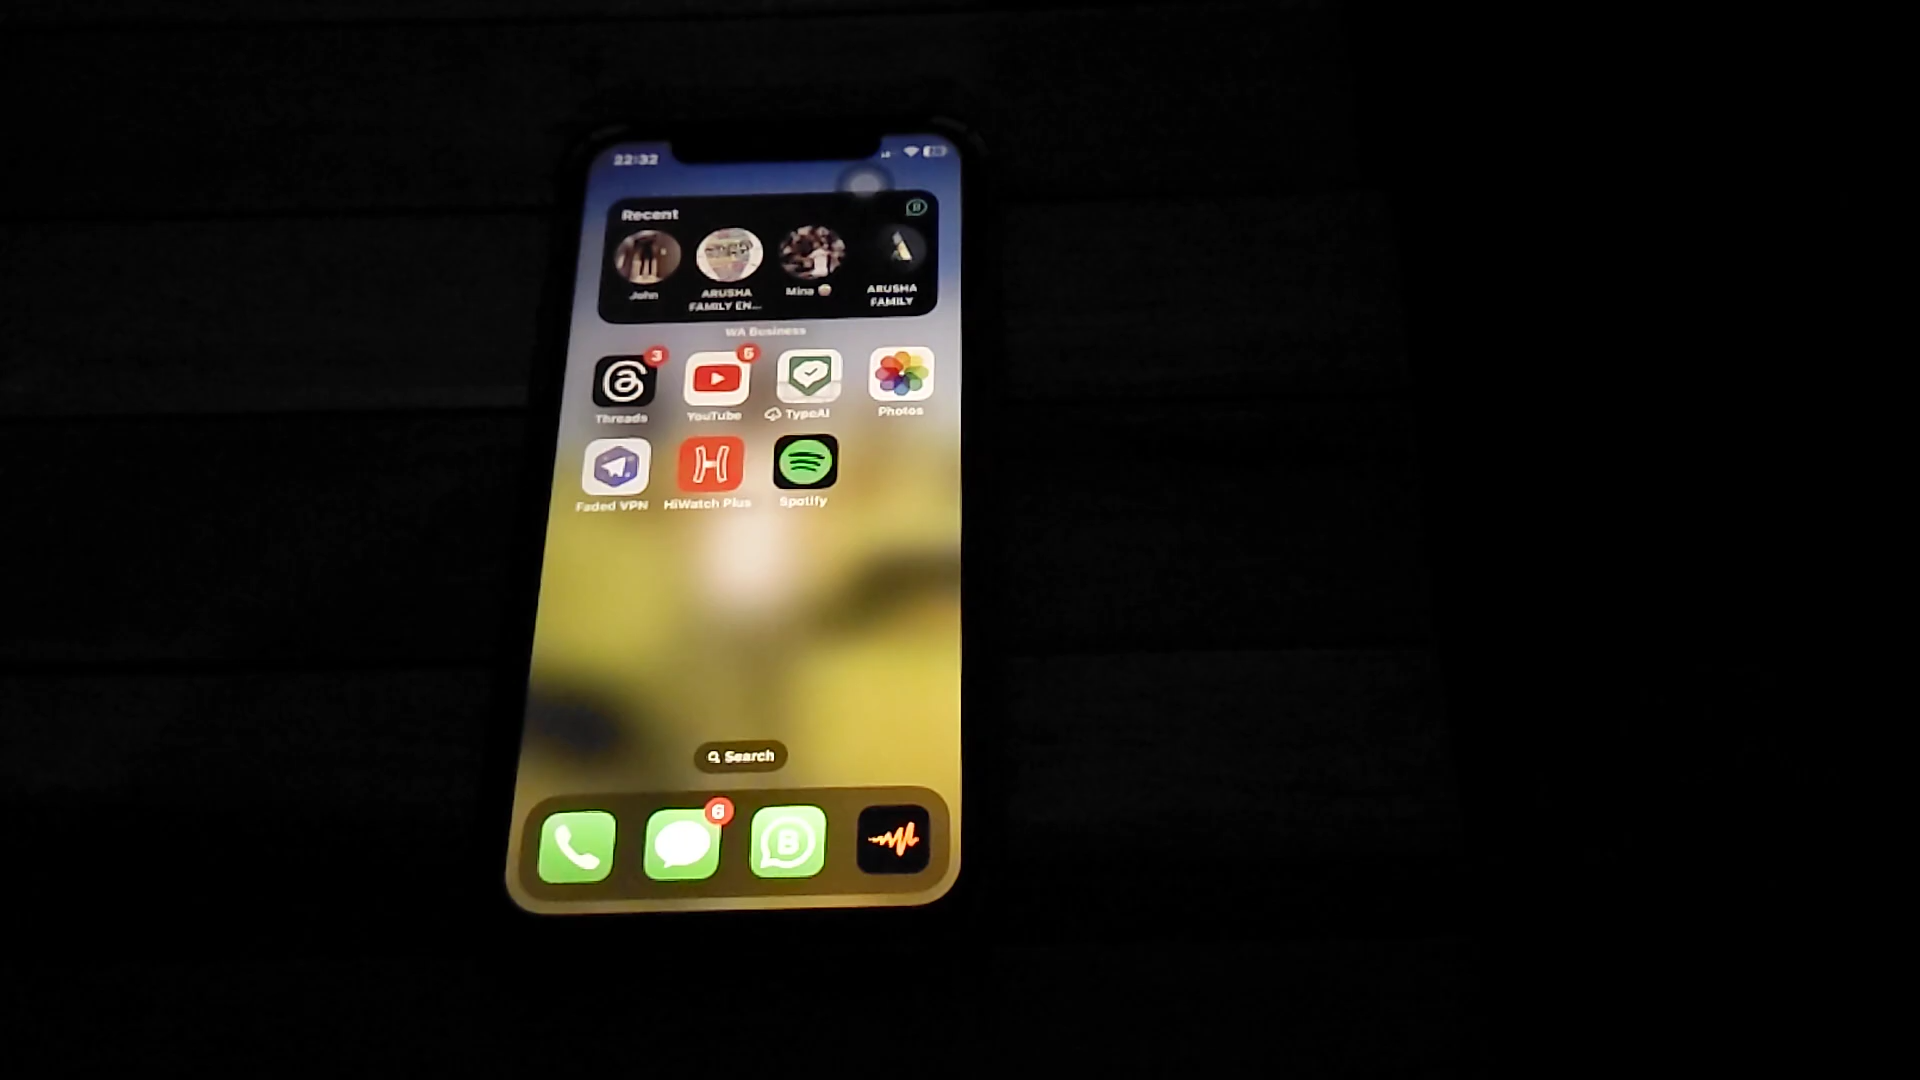 22:32
Recent
John
ARUSHA
FAMILY EN...
Mina
ARUSHA
FAMILY
WA Business
3
5
Threads
YouTube
TypeAI
Photos
Faded VPN
HiWatch Plus
Spotify
Search
6
B